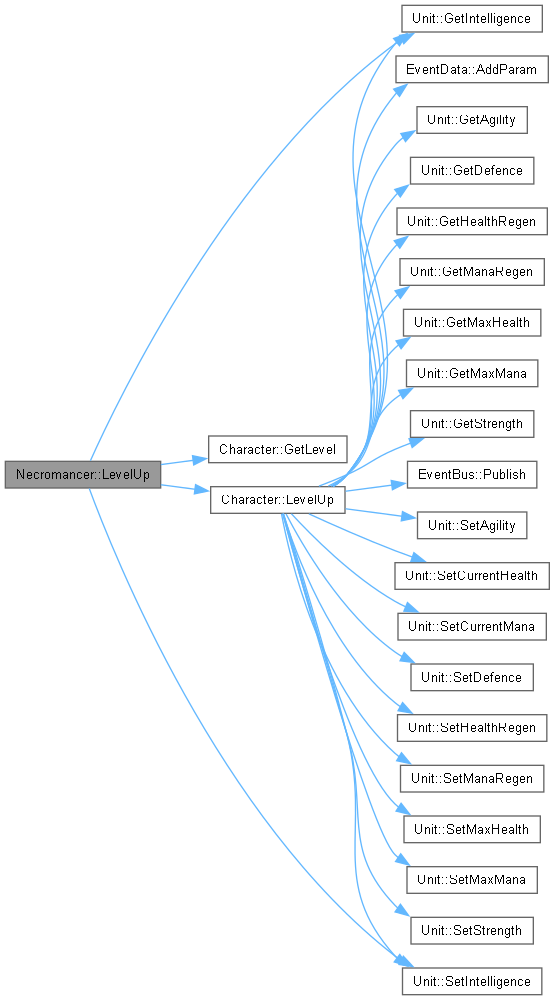 Unit::GetIntelligence
EventData::AddParam
Unit::GetAgility
Unit::GetDefence
Unit::GetHealthRegen
Unit::GetManaRegen
Unit::GetMaxHealth
Unit::GetMaxMana
Unit::GetStrength
Character::GetLevel
Necromancer::LevelUp
EventBus::Publish
Character::LevelUp
Unit::SetAgility
Unit::SetCurrentHealth
Unit::SetCurrentMana
Unit::SetDefence
Unit::SetHealthRegen
Unit::SetManaRegen
Unit::SetMaxHealth
Unit::SetMaxMana
Unit::SetStrength
Unit::SetIntelligence